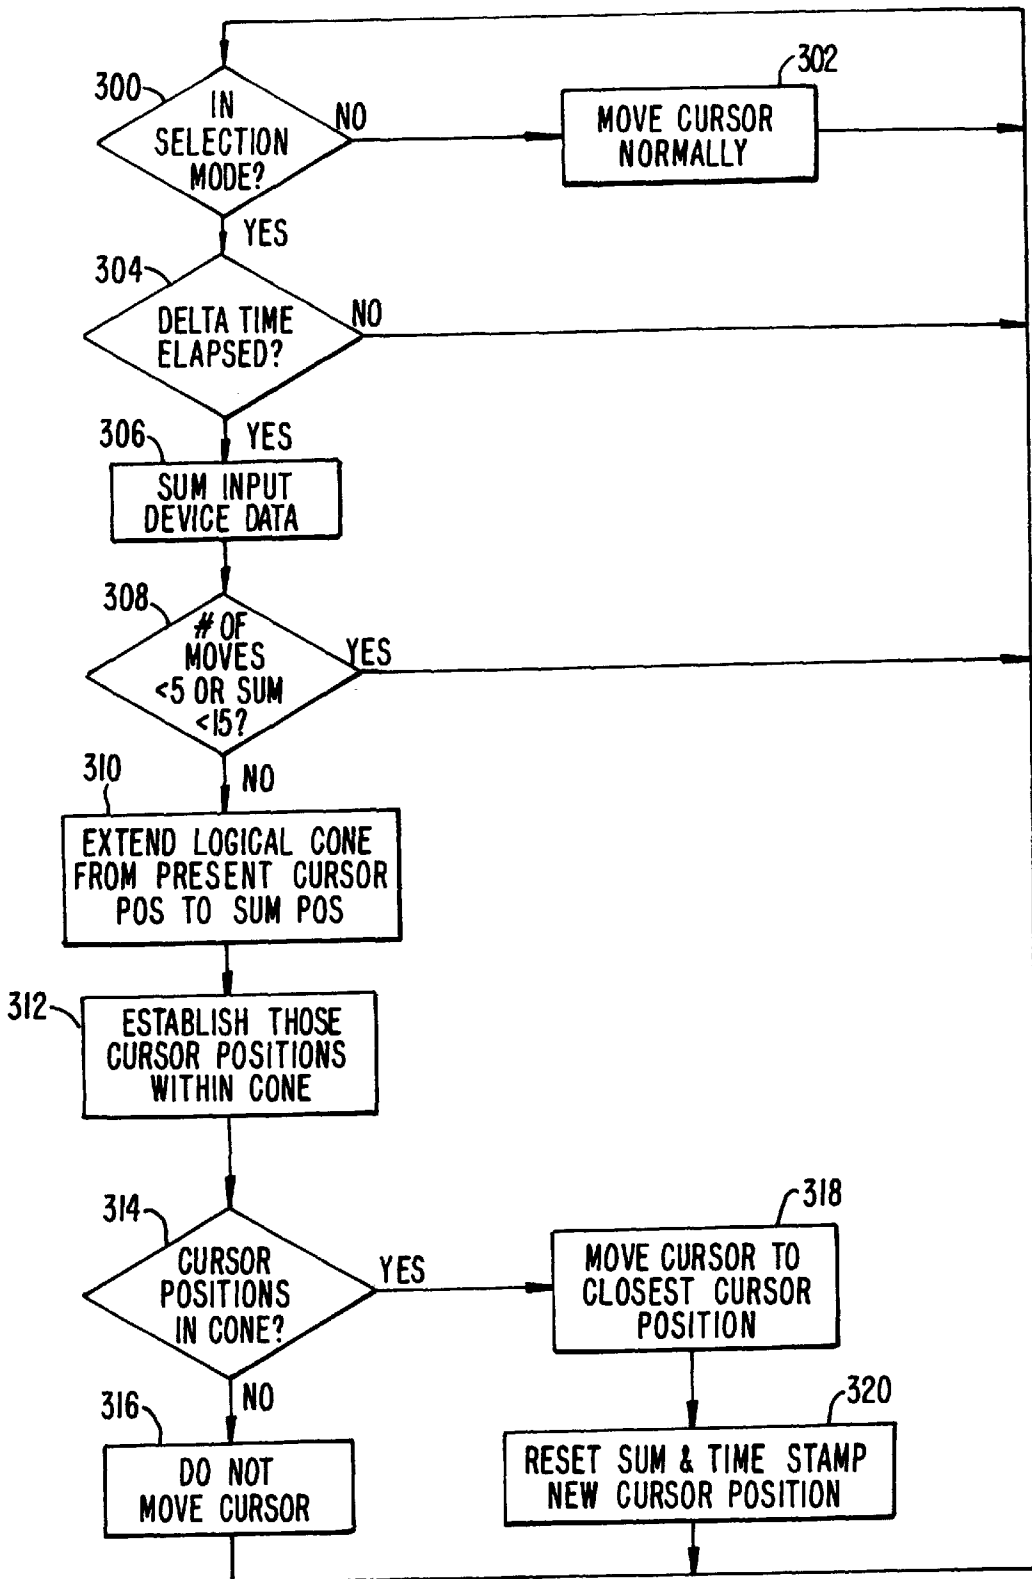 300
IN
SELECTION
MODE?
NO
302
MOVE CURSOR
NORMALLY
YES
304
DELTA TIME
ELAPSED?
NO
YES
306
SUM INPUT
DEVICE DATA
308
# OF
MOVES
<5 OR SUM
<15?
YES
NO
310
EXTEND LOGICAL CONE
FROM PRESENT CURSOR
POS TO SUM POS
312
ESTABLISH THOSE
CURSOR POSITIONS
WITHIN CONE
314
CURSOR
POSITIONS
IN CONE?
YES
318
MOVE CURSOR TO
CLOSEST CURSOR
POSITION
NO
316
DO NOT
MOVE CURSOR
320
RESET SUM & TIME STAMP
NEW CURSOR POSITION